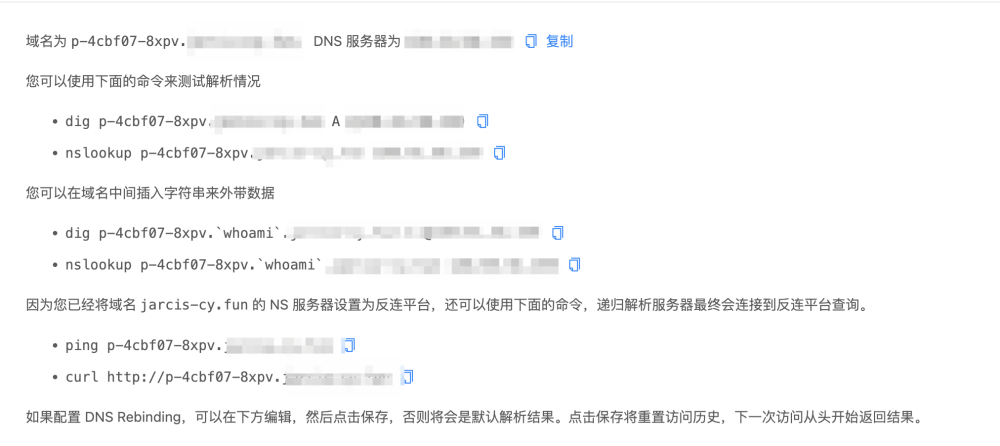 域名为 p-4cbf07-8xpv. DNS 服务器为 复制
您可以使用下面的命令来测试解析情况
• dig p-4cbf07-8xpv. A
• nslookup p-4cbf07-8xpv.
您可以在域名中间插入字符串来外带数据
• dig p-4cbf07-8xpv.`whoami`.
• nslookup p-4cbf07-8xpv.`whoami`
因为您已经将域名 jarcis-cy.fun 的 NS 服务器设置为反连平台，还可以使用下面的命令，递归解析服务器最终会连接到反连平台查询。
• ping p-4cbf07-8xpv.
• curl http://p-4cbf07-8xpv.
如果配置 DNS Rebinding，可以在下方编辑，然后点击保存，否则将会是默认解析结果。点击保存将重置访问历史，下一次访问从头开始返回结果。